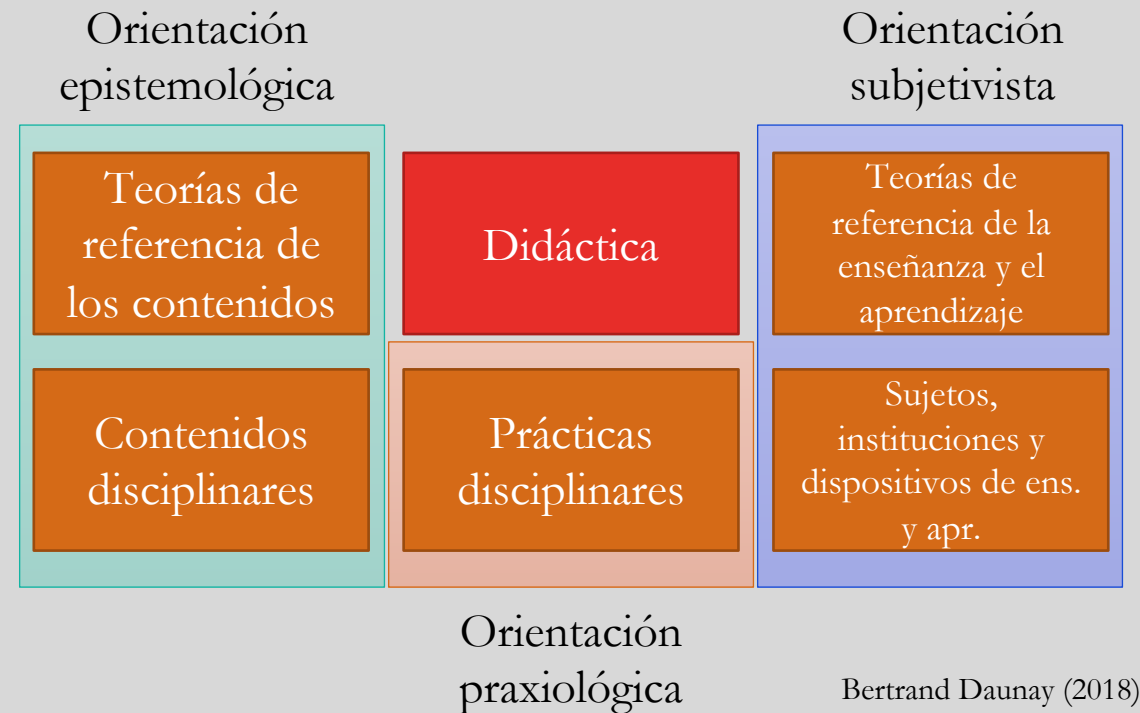 Orientación
epistemológica
Orientación
subjetivista
Teorías de
referencia de
los contenidos
Didáctica
Teorías de
referencia de la
enseñanza y el
aprendizaje
Contenidos
disciplinares
Prácticas
disciplinares
Sujetos,
instituciones y
dispositivos de ens.
y apr.
Orientación
praxiológica
Bertrand Daunay (2018)